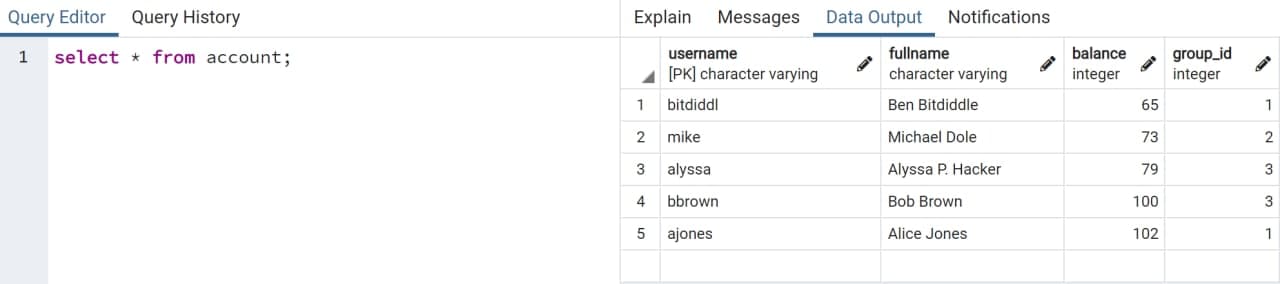 Query Editor Query History
1 select * from account;
Explain Messages Data Output Notifications
username fullname balance group_id
[PK] character varying character varying integer integer
1 bitdiddl Ben Bitdiddle 65 1
2 mike Michael Dole 73 2
3 alyssa Alyssa P. Hacker 79 3
4 bbrown Bob Brown 100 3
5 ajones Alice Jones 102 1